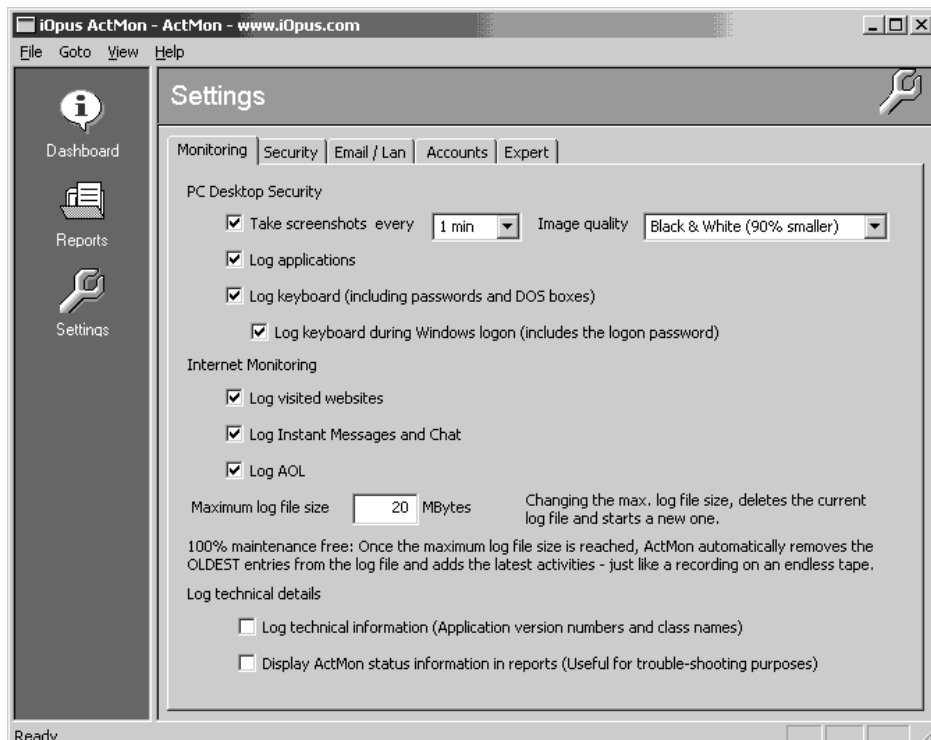 iOpus ActMon - ActMon - www.iOpus.com
File Goto View Help
Settings
Dashboard
Reports
Settings
Monitoring Security Email / Lan Accounts Expert
PC Desktop Security
Take screenshots every 1 min Image quality Black & White (90% smaller)
Log applications
Log keyboard (including passwords and DOS boxes)
Log keyboard during Windows logon (includes the logon password)
Internet Monitoring
Log visited websites
Log Instant Messages and Chat
Log AOL
Maximum log file size 20 MBytes Changing the max. log file size, deletes the current
log file and starts a new one.
100% maintenance free: Once the maximum log file size is reached, ActMon automatically removes the
OLDEST entries from the log file and adds the latest activities - just like a recording on an endless tape.
Log technical details
Log technical information (Application version numbers and class names)
Display ActMon status information in reports (Useful for trouble-shooting purposes)
Ready